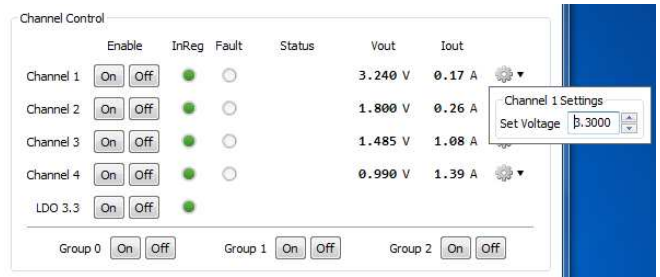 Channel Control
Enable InReg Fault Status Vout Iout
Channel 1 On Off 3.240 V 0.17 A
Channel 2 On Off 1.800 V 0.26 A
Channel 1 Settings
Set Voltage 3.3000
Channel 3 On Off 1.485 V 1.08 A
Channel 4 On Off 0.990 V 1.39 A
LDO 3.3 On Off
Group 0 On Off Group 1 On Off Group 2 On Off